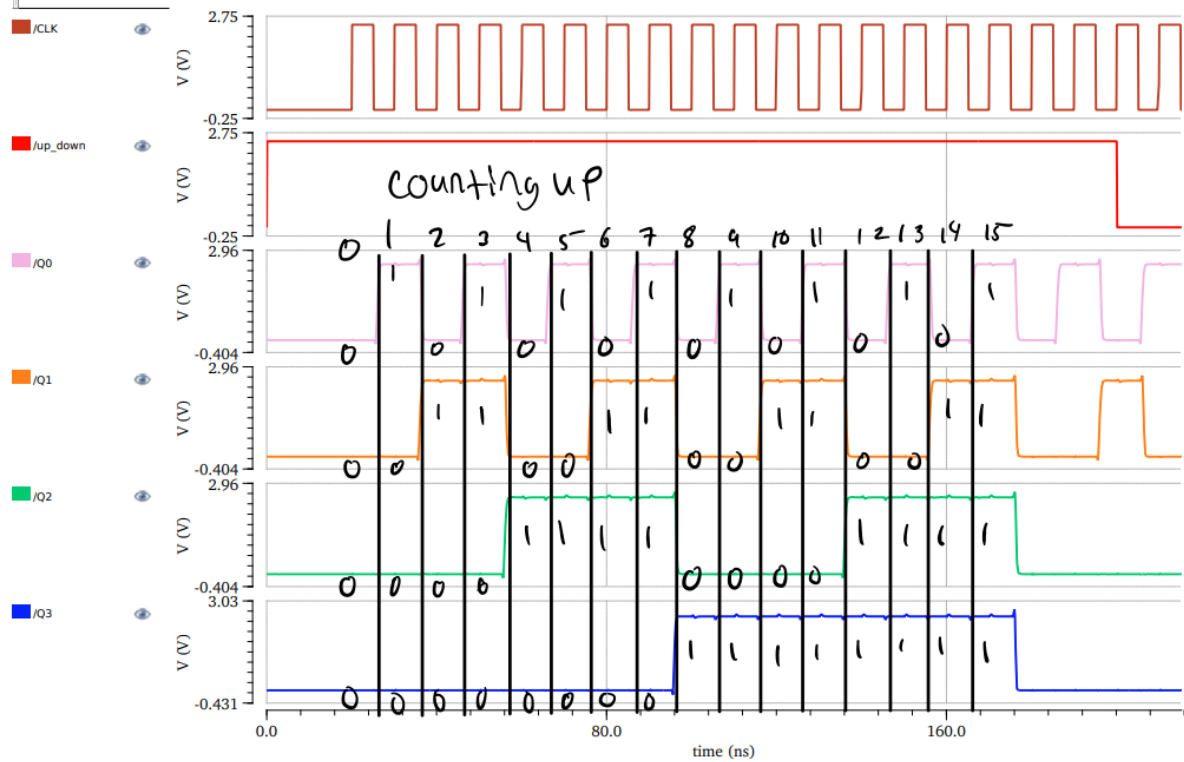 /CLK
V (V)
2.75
-0.25
/up_down
V (V)
2.75
-0.25
counting up
0 1 2 3 4 5 6 7 8 9 10 11 12 13 14 15
/Q0
V (V)
2.96
-0.404
1 1 1 1 1 1 1 1
0 0 0 0 0 0 0 0
/Q1
V (V)
2.96
-0.404
1 1 1 1 1 1 1 1
0 0 0 0 0 0 0 0
/Q2
V (V)
2.96
-0.404
1 1 1 1 1 1 1 1
0 0 0 0 0 0 0 0
/Q3
V (V)
3.03
-0.431
1 1 1 1 1 1 1 1
0 0 0 0 0 0 0 0
0.0 80.0 160.0
time (ns)